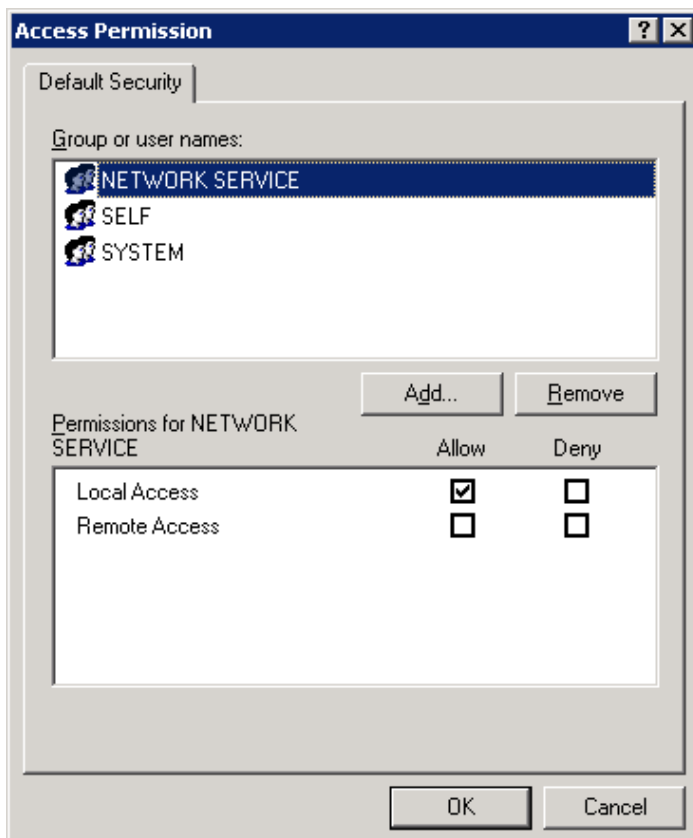 Access Permission
Default Security
Group or user names:
NETWORK SERVICE
SELF
SYSTEM
Add...
Remove
Permissions for NETWORK
SERVICE
Allow
Deny
Local Access
Remote Access
OK
Cancel